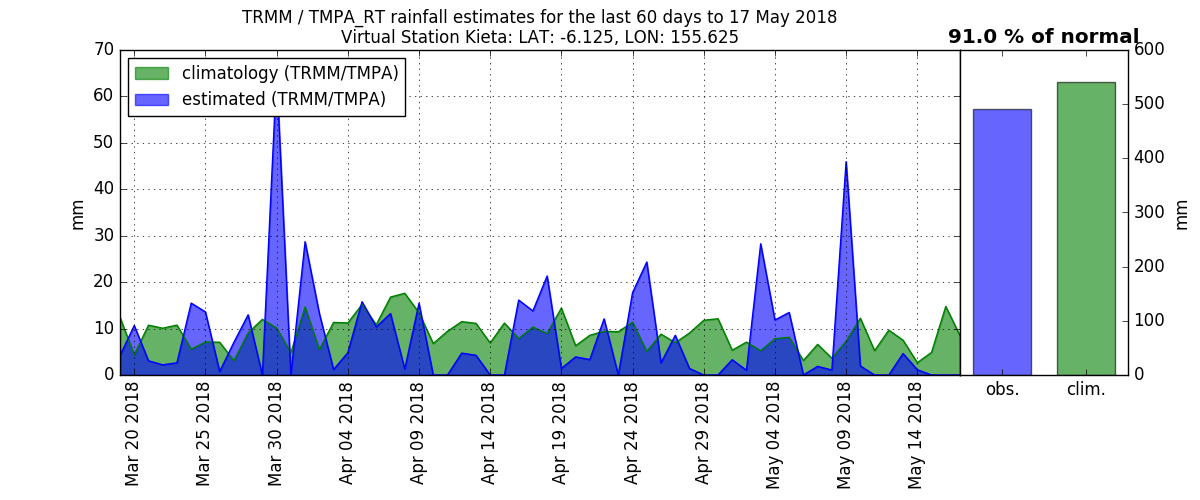 TRMM / TMPA_RT rainfall estimates for the last 60 days to 17 May 2018
Virtual Station Kieta: LAT: -6.125, LON: 155.625
91.0 % of normal
climatology (TRMM/TMPA)
estimated (TRMM/TMPA)
70
60
50
40
30
20
10
0
mm
Mar 20 2018
Mar 25 2018
Mar 30 2018
Apr 04 2018
Apr 09 2018
Apr 14 2018
Apr 19 2018
Apr 24 2018
Apr 29 2018
May 04 2018
May 09 2018
May 14 2018
obs.
clim.
600
500
400
300
200
100
0
mm